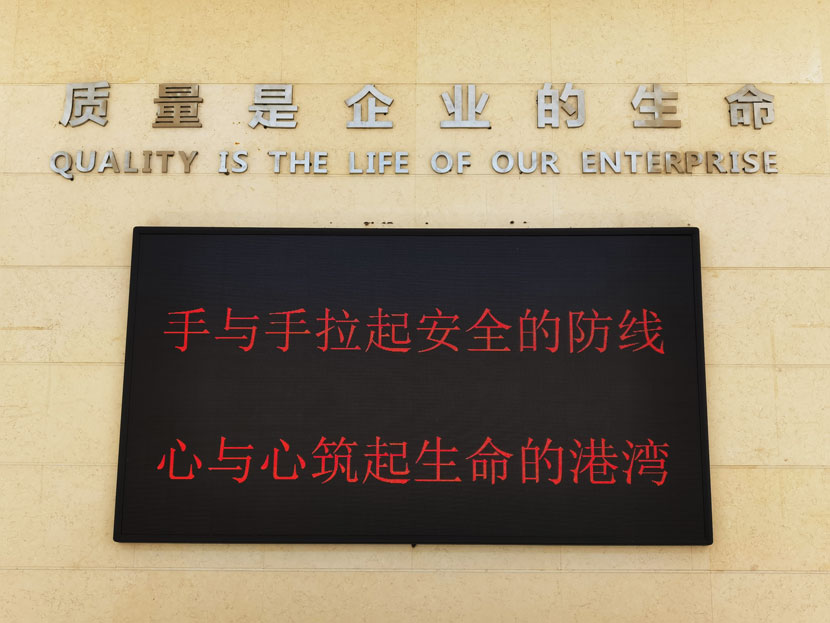 质量是企业的生命
QUALITY IS THE LIFE OF OUR ENTERPRISE
手与手拉起安全的防线
心与心筑起生命的港湾